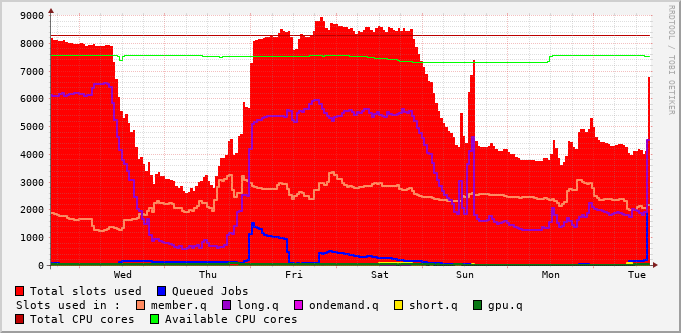 9000
8000
7000
6000
5000
4000
3000
2000
1000
0
Wed Thu Fri Sat Sun Mon Tue
RRDTOOL / TOBI OETIKER
Total slots used Queued Jobs
Slots used in : member.q long.q ondemand.q short.q gpu.q
Total CPU cores Available CPU cores